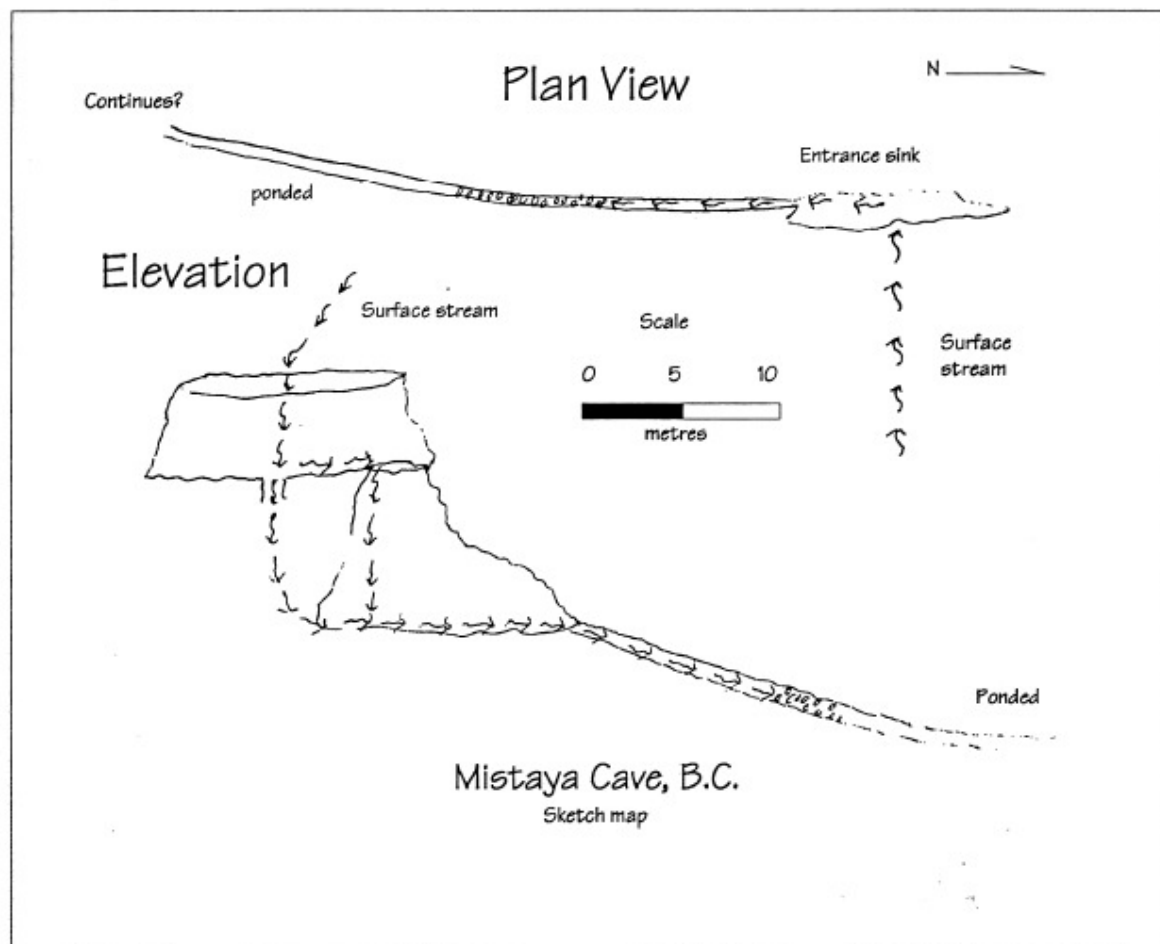 Plan View
N
Continues?
Entrance sink
ponded
Elevation
Surface stream
Scale
0 5 10
metres
Surface
stream
Ponded
Mistaya Cave, B.C.
Sketch map